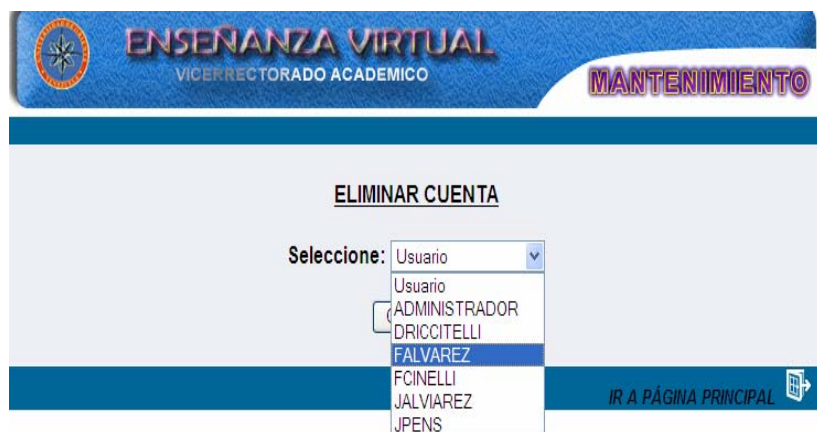 ENSEÑANZA VIRTUAL
VICERRECTORADO ACADEMICO
MANTENIMIENTO
ELIMINAR CUENTA
Seleccione: Usuario
Usuario
ADMINISTRADOR
DRICCITELLI
FALVAREZ
FCINELLI
JALVIAREZ
JPENS
IR A PÁGINA PRINCIPAL